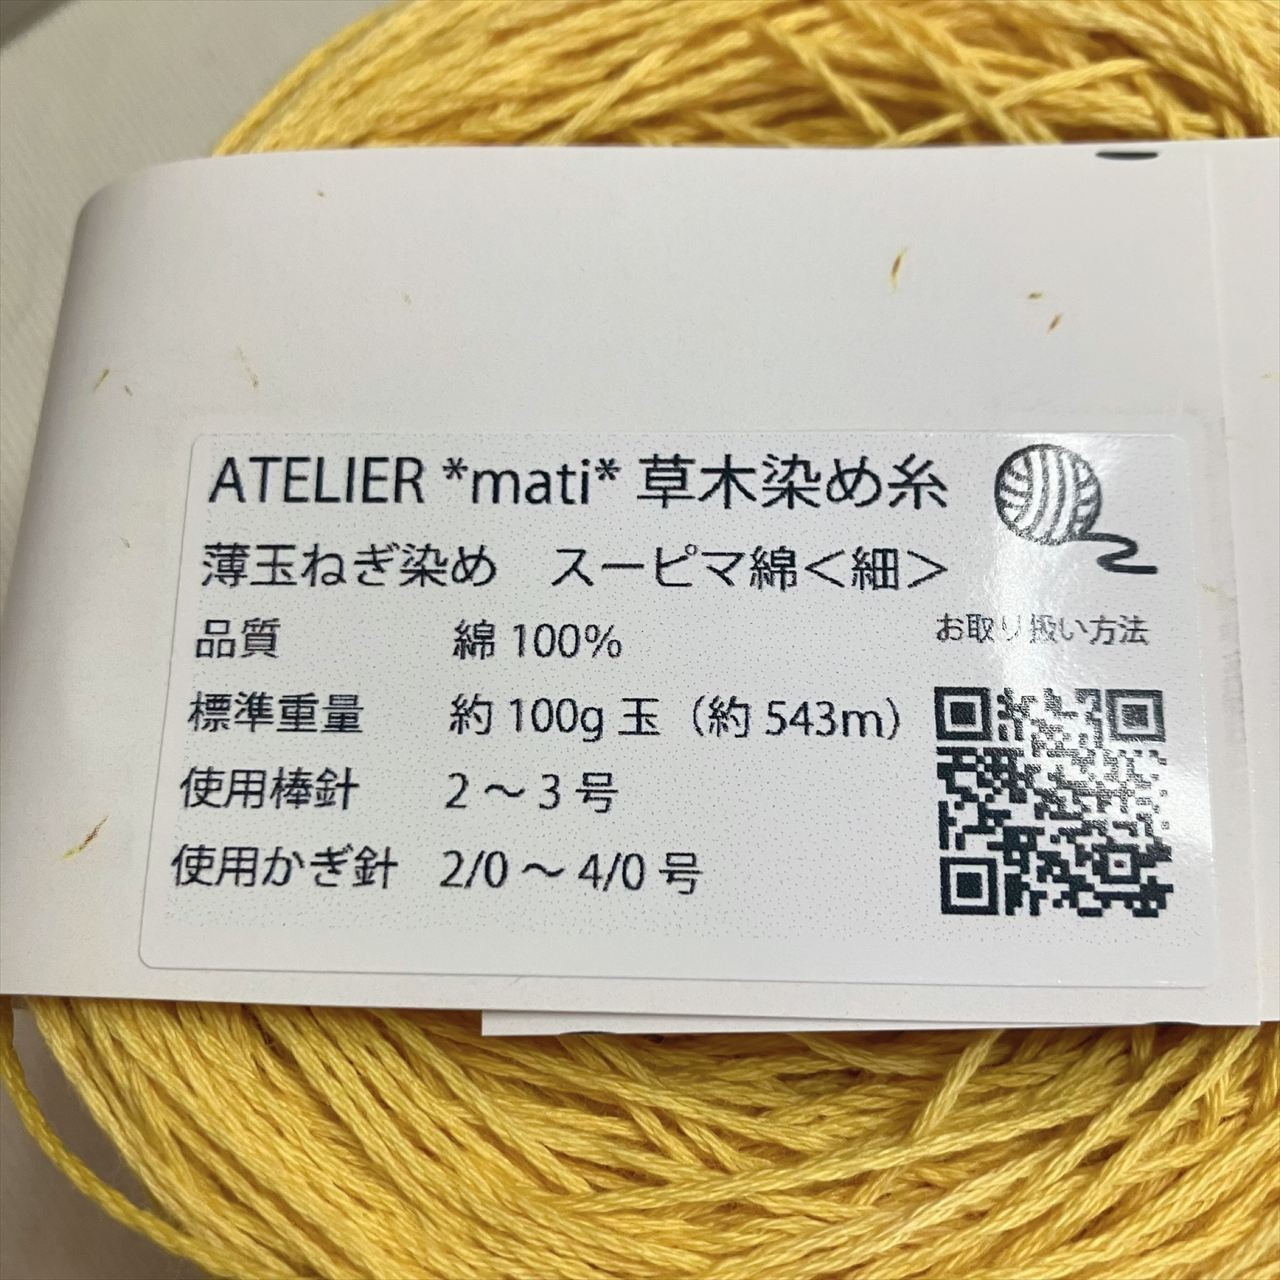 ATELIER *mati* 草木染め糸
薄玉ねぎ染め　スーピマ綿＜細＞
品質　綿 100%
お取り扱い方法
標準重量　約 100g 玉（約 543m）
使用棒針　2 ～ 3 号
使用かぎ針　2/0 ～ 4/0 号